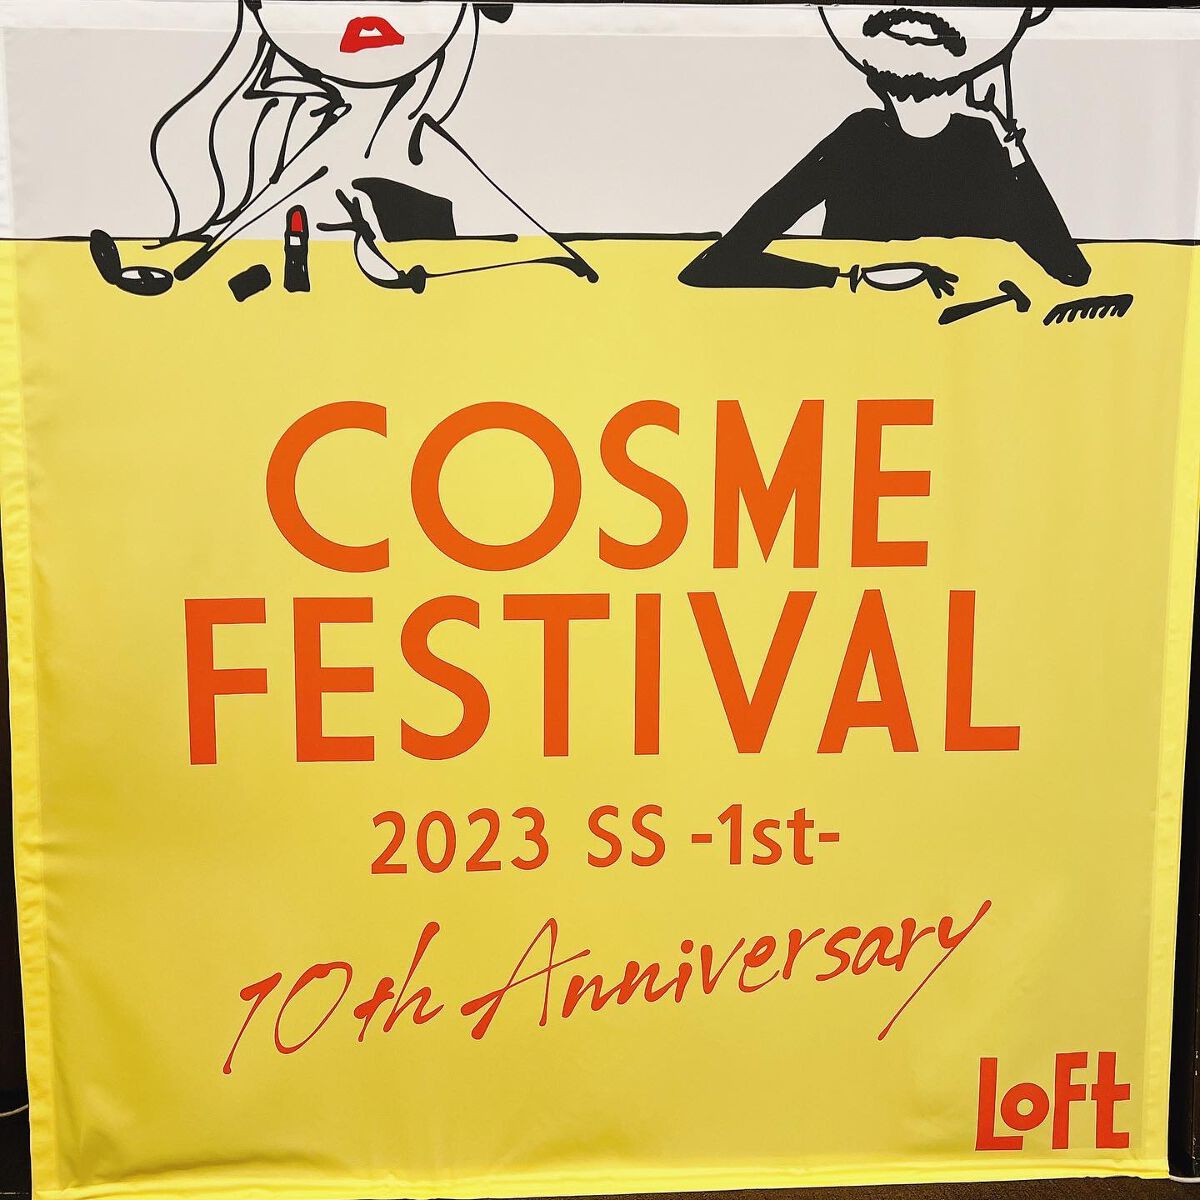 COSME
FESTIVAL
2023 SS -1st-
10th Anniversary
LoFt